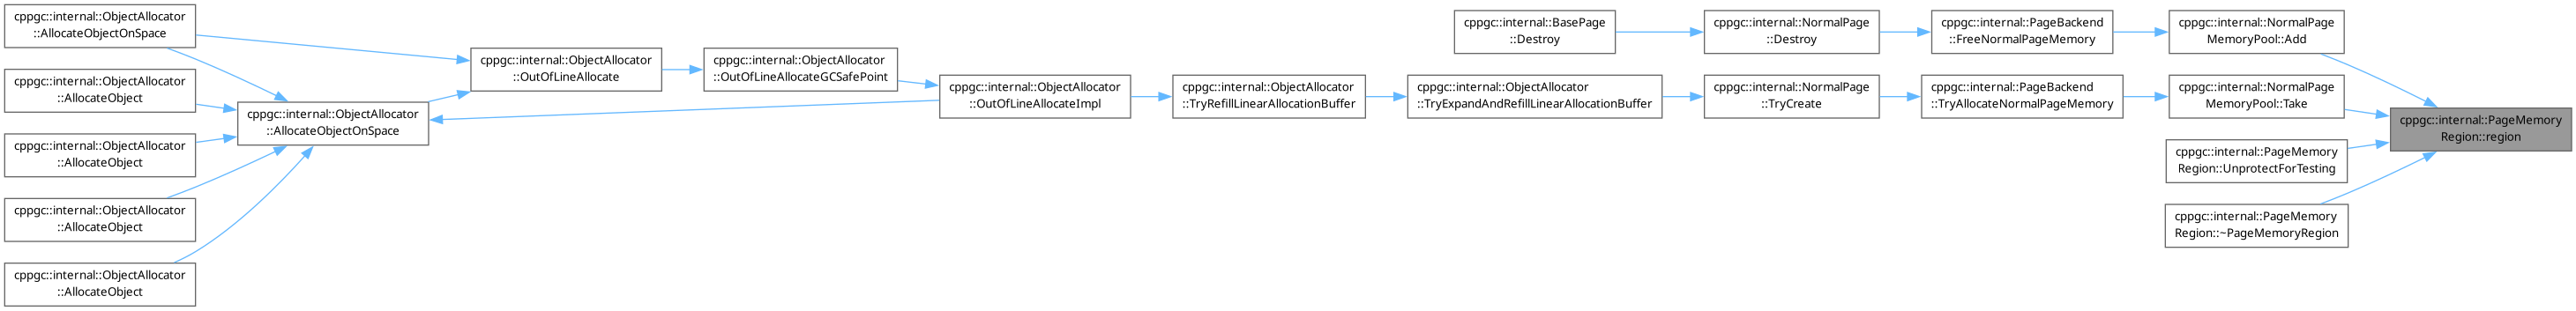 cppgc::internal::ObjectAllocator
::AllocateObjectOnSpace
cppgc::internal::ObjectAllocator
::AllocateObject
cppgc::internal::ObjectAllocator
::AllocateObject
cppgc::internal::ObjectAllocator
::AllocateObject
cppgc::internal::ObjectAllocator
::AllocateObject
cppgc::internal::ObjectAllocator
::AllocateObjectOnSpace
cppgc::internal::ObjectAllocator
::OutOfLineAllocate
cppgc::internal::ObjectAllocator
::OutOfLineAllocateGCSafePoint
cppgc::internal::ObjectAllocator
::OutOfLineAllocateImpl
cppgc::internal::ObjectAllocator
::TryRefillLinearAllocationBuffer
cppgc::internal::ObjectAllocator
::TryExpandAndRefillLinearAllocationBuffer
cppgc::internal::BasePage
::Destroy
cppgc::internal::NormalPage
::Destroy
cppgc::internal::NormalPage
::TryCreate
cppgc::internal::PageBackend
::FreeNormalPageMemory
cppgc::internal::PageBackend
::TryAllocateNormalPageMemory
cppgc::internal::NormalPage
MemoryPool::Add
cppgc::internal::NormalPage
MemoryPool::Take
cppgc::internal::PageMemory
Region::UnprotectForTesting
cppgc::internal::PageMemory
Region::~PageMemoryRegion
cppgc::internal::PageMemory
Region::region